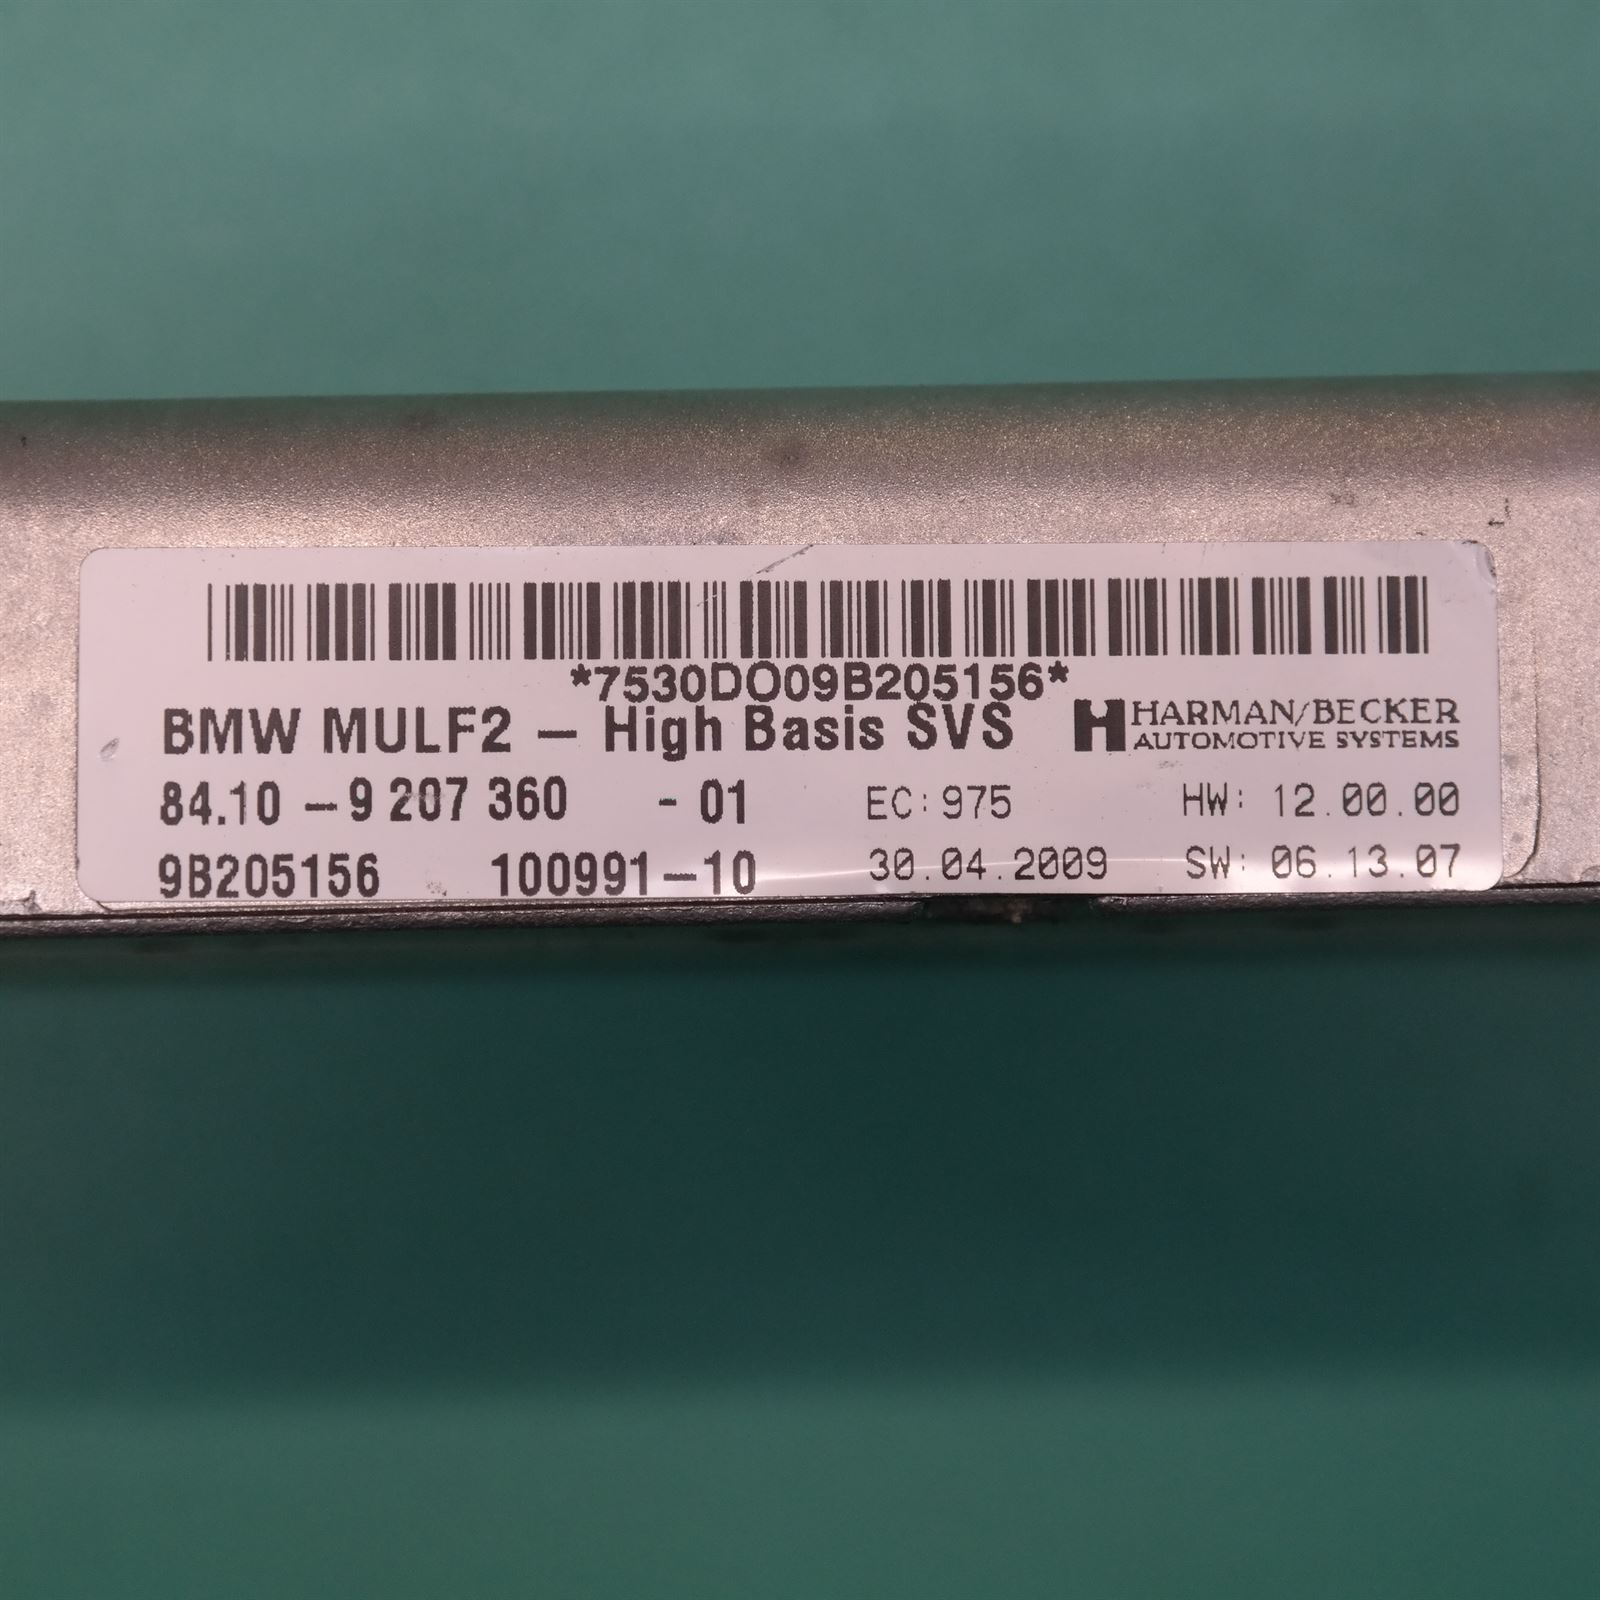 *7530DO09B205156*
BMW MULF2 – High Basis SVS
HARMAN/BECKER
AUTOMOTIVE SYSTEMS
84.10 – 9 207 360 - 01 EC: 975 HW: 12.00.00
9B205156 100991-10 30.04.2009 SW: 06.13.07